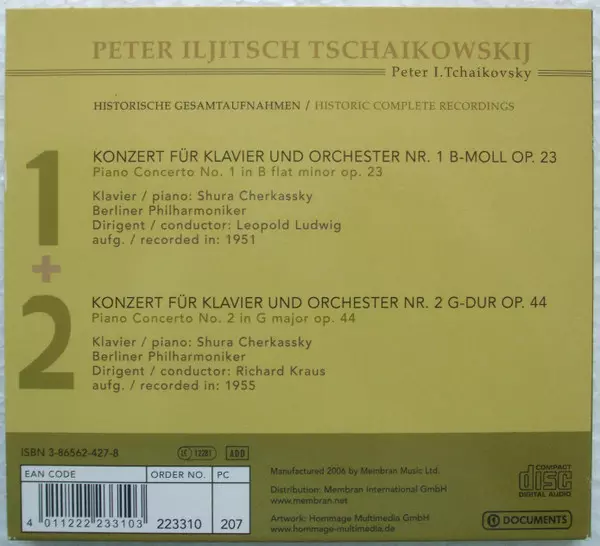 PETER ILJITSCH TSCHAIKOWSKIJ
Peter I.Tchaikovsky
HISTORISCHE GESAMTAUFNAHMEN / HISTORIC COMPLETE RECORDINGS
1
KONZERT FÜR KLAVIER UND ORCHESTER NR. 1 B-MOLL OP. 23
Piano Concerto No. 1 in B flat minor op. 23
Klavier / piano: Shura Cherkassky
Berliner Philharmoniker
Dirigent / conductor: Leopold Ludwig
aufg. / recorded in: 1951
+
2
KONZERT FÜR KLAVIER UND ORCHESTER NR. 2 G-DUR OP. 44
Piano Concerto No. 2 in G major op. 44
Klavier / piano: Shura Cherkassky
Berliner Philharmoniker
Dirigent / conductor: Richard Kraus
aufg. / recorded in: 1955
ISBN 3-86562-427-8
LC 12281
ADD
EAN CODE
ORDER NO.
PC
4 011222 233103
223310
207
Manufactured 2006 by Membran Music Ltd.
Distribution: Membran International GmbH
www.membran.net
Artwork: Hommage Multimedia GmbH
www.hommage-multimedia.com
COMPACT
disc
DIGITAL AUDIO
DOCUMENTS